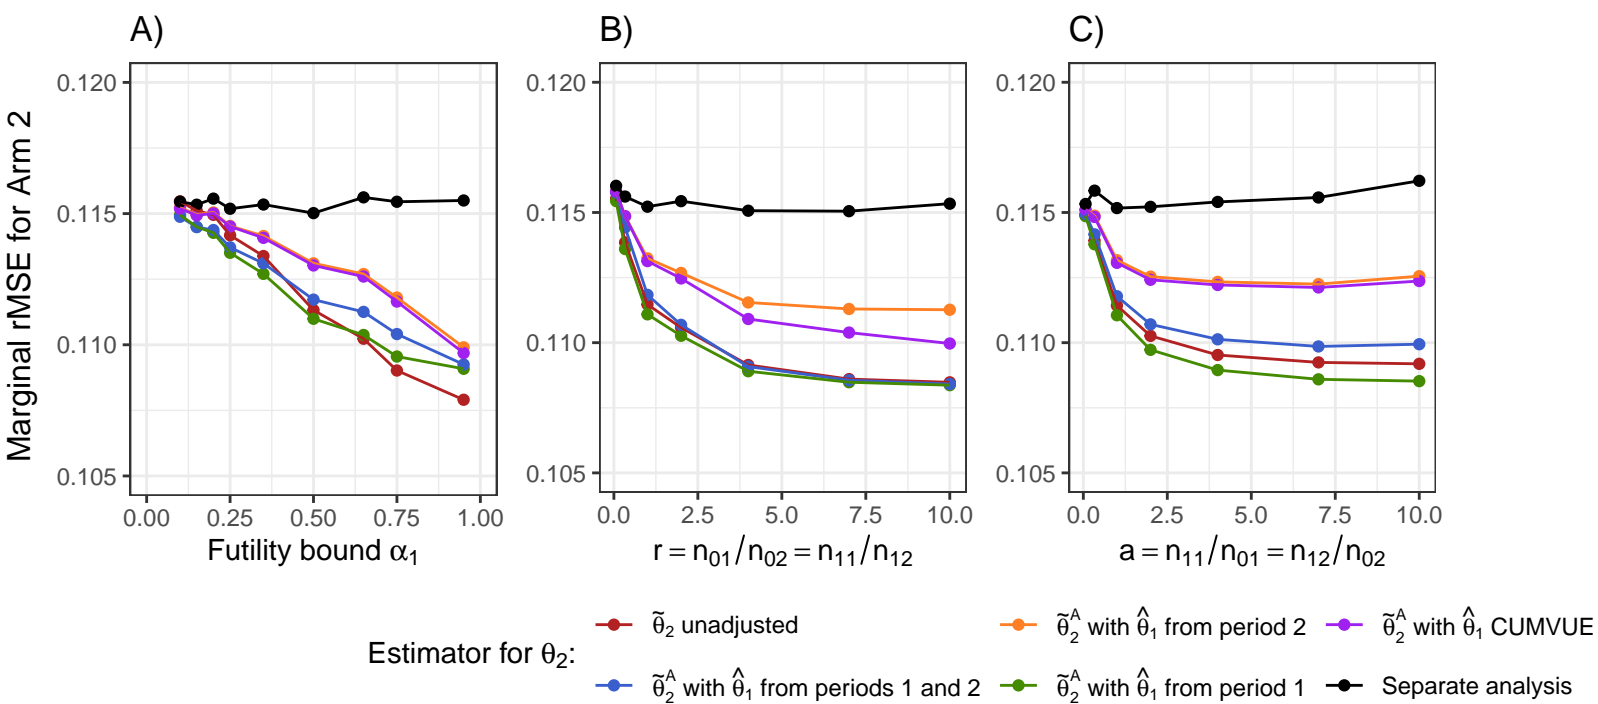 A) B) C)
Marginal rMSE for Arm 2
0.120 0.120 0.120
0.115 0.115 0.115
0.110 0.110 0.110
0.105 0.105 0.105
0.00 0.25 0.50 0.75 1.00 0.0 2.5 5.0 7.5 10.0 0.0 2.5 5.0 7.5 10.0
Futility bound α₁ r = n₀₁/n₀₂ = n₁₁/n₁₂ a = n₁₁/n₀₁ = n₁₂/n₀₂
Estimator for θ₂:
θ̃₂ unadjusted
θ̃₂ᴬ with θ̂₁ from period 2
θ̃₂ᴬ with θ̂₁ CUMVUE
θ̃₂ᴬ with θ̂₁ from periods 1 and 2
θ̃₂ᴬ with θ̂₁ from period 1
Separate analysis